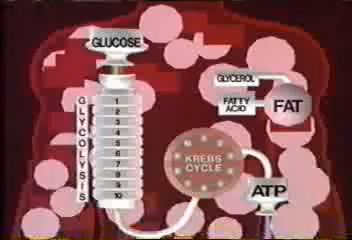 GLUCOSE
GLYCOLYSIS
1
2
3
4
5
6
7
8
9
10
GLYCEROL
FATTY
ACID
FAT
KREBS
CYCLE
ATP